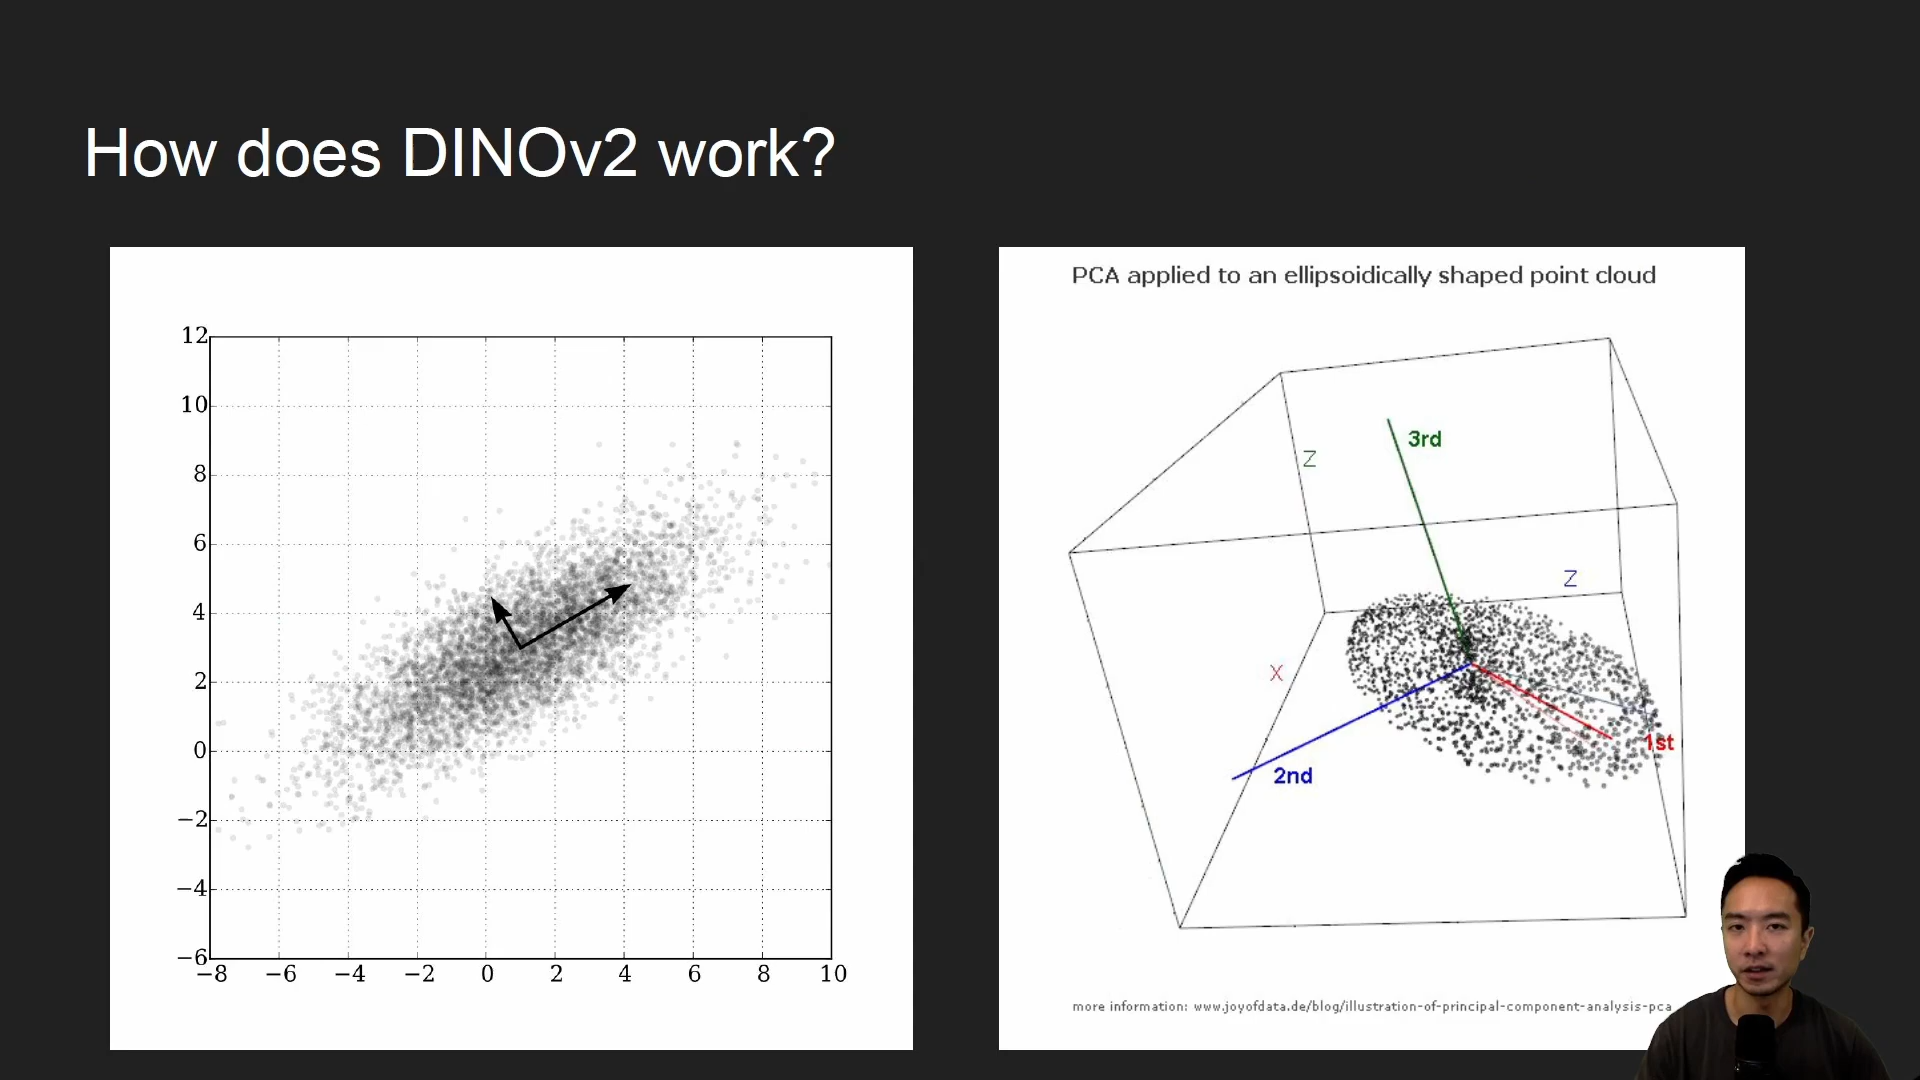 How does DINOv2 work?
12
10
8
6
4
2
0
−2
−4
−6
−8 −6 −4 −2 0 2 4 6 8 10
PCA applied to an ellipsoidically shaped point cloud
3rd
Z
Z
X
1st
2nd
more information: www.joyofdata.de/blog/illustration-of-principal-component-analysis-pca